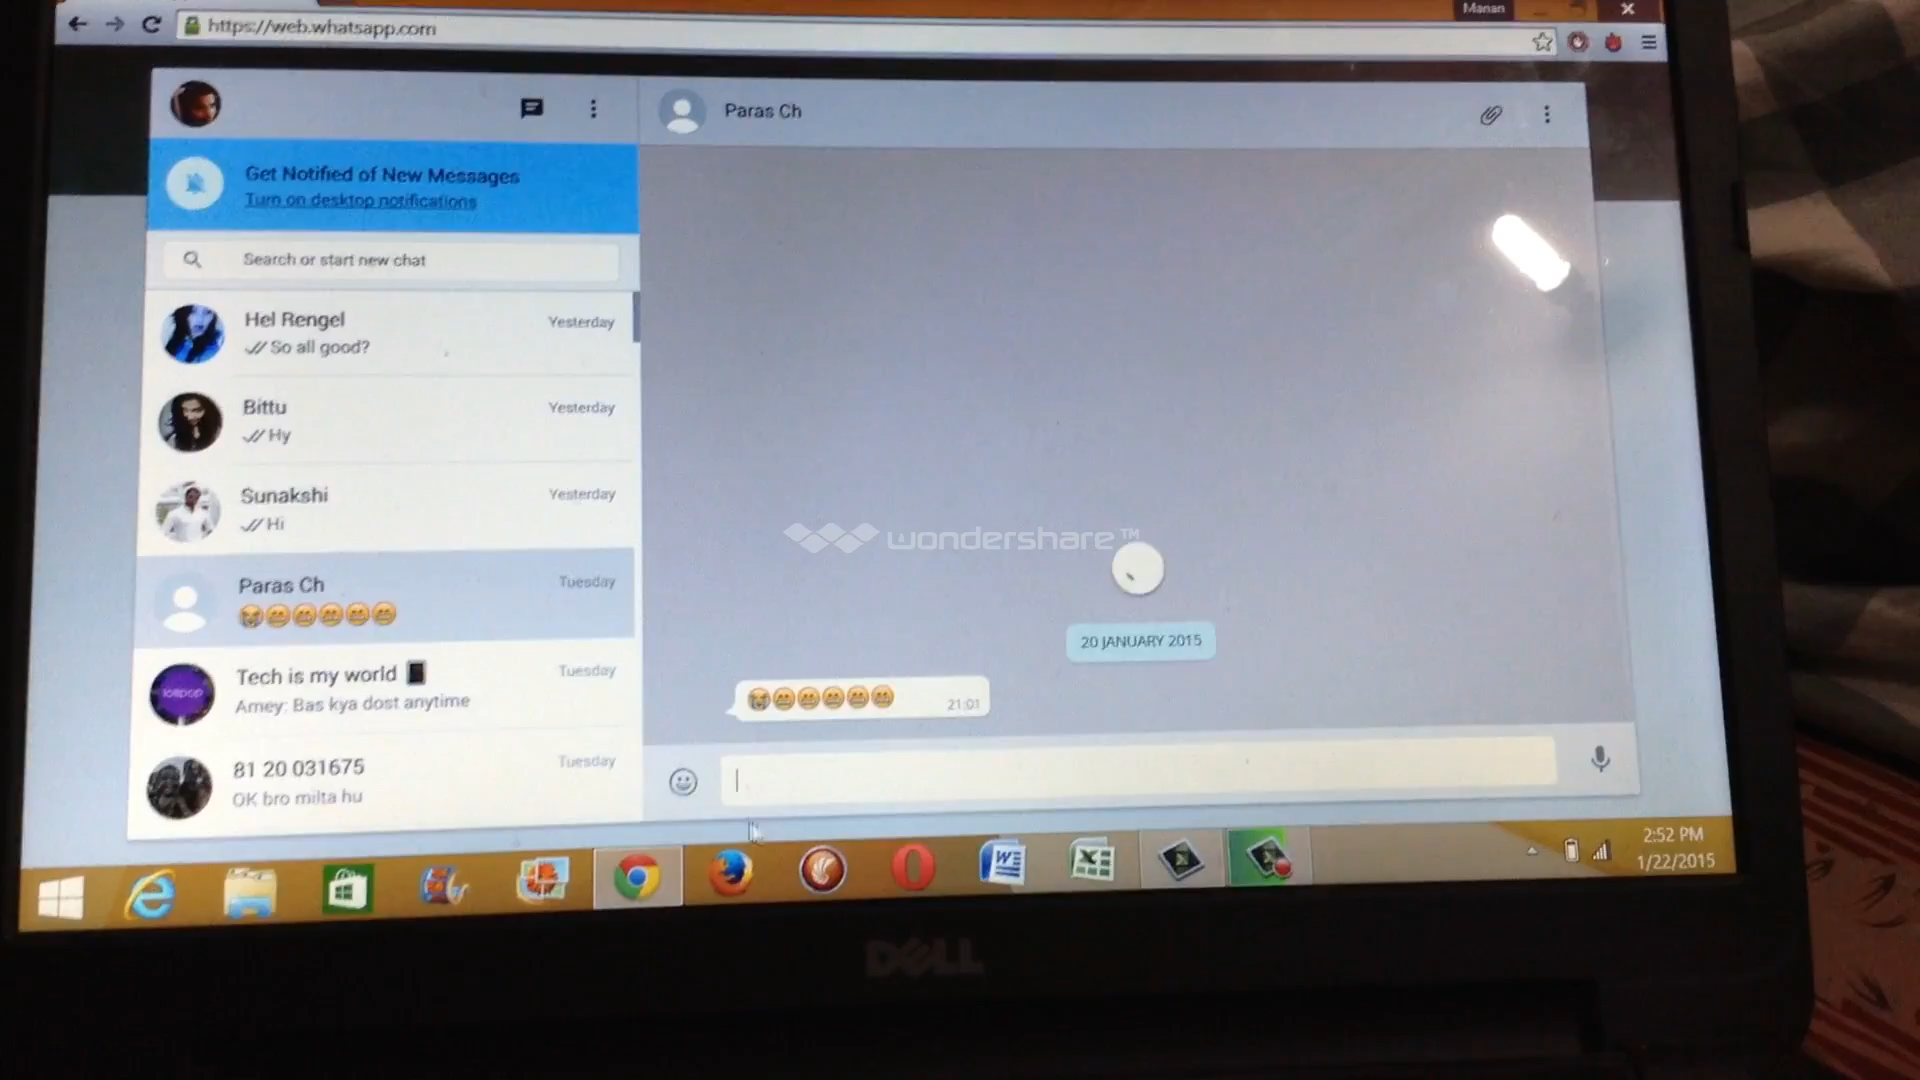 Manan
https://web.whatsapp.com
Paras Ch
Get Notified of New Messages
Turn on desktop notifications
Search or start new chat
Hel Rengel
Yesterday
So all good?
Bittu
Yesterday
Hy
Sunakshi
Yesterday
Hi
Paras Ch
Tuesday
Tech is my world
Tuesday
Amey: Bas kya dost anytime
81 20 031675
Tuesday
OK bro milta hu
wondershare™
20 JANUARY 2015
21:01
2:52 PM
1/22/2015
lollipop
DELL